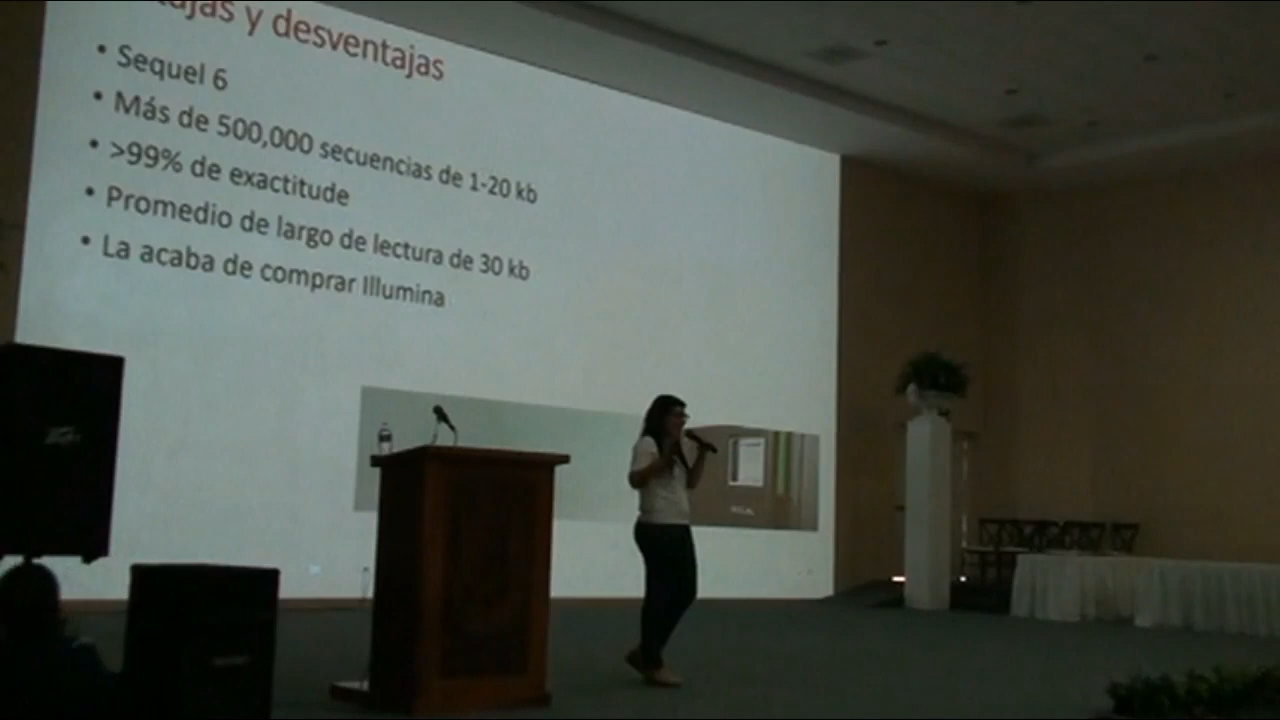 y desventajas
• Sequel 6
• Más de 500,000 secuencias de 1-20 kb
• >99% de exactitude
• Promedio de largo de lectura de 30 kb
• La acaba de comprar Illumina